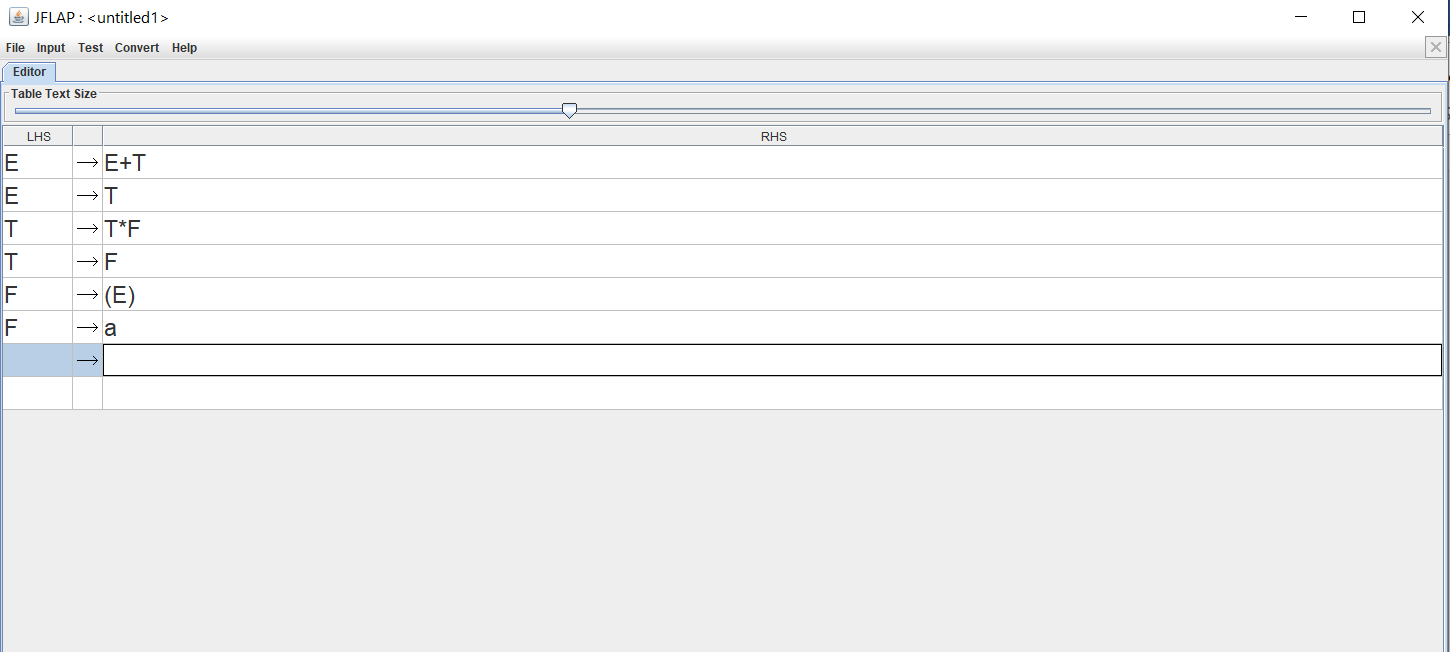 JFLAP : <untitled1>
File Input Test Convert Help
Editor
Table Text Size
LHS RHS
E → E+T
E → T
T → T*F
T → F
F → (E)
F → a
→